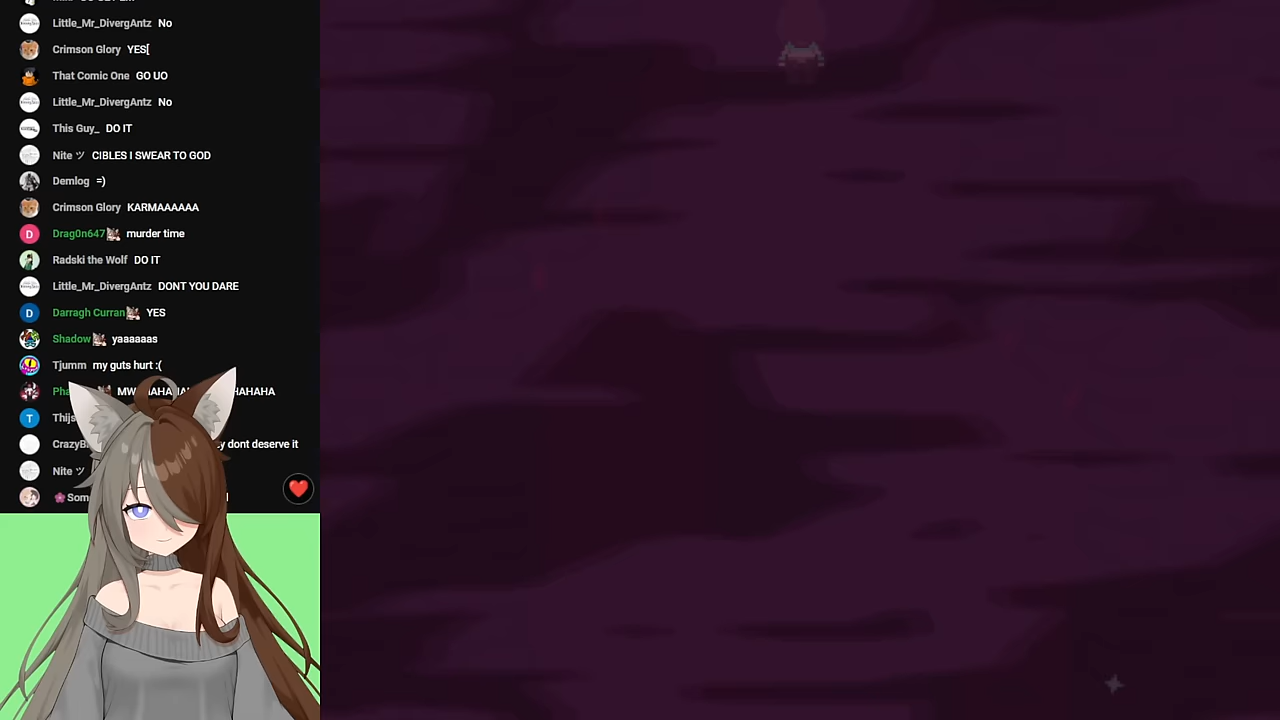 Little_Mr_DivergAntz No
Crimson Glory YES[
That Comic One GO UO
Little_Mr_DivergAntz No
This Guy_ DO IT
Nite ツ CIBLES I SWEAR TO GOD
Demlog =)
Crimson Glory KARMAAAAAA
Drag0n647 murder time
Radski the Wolf DO IT
Little_Mr_DivergAntz DONT YOU DARE
Darragh Curran YES
Shadow yaaaaaas
Tjumm my guts hurt :(
Thijs
dont deserve it
Nite ツ